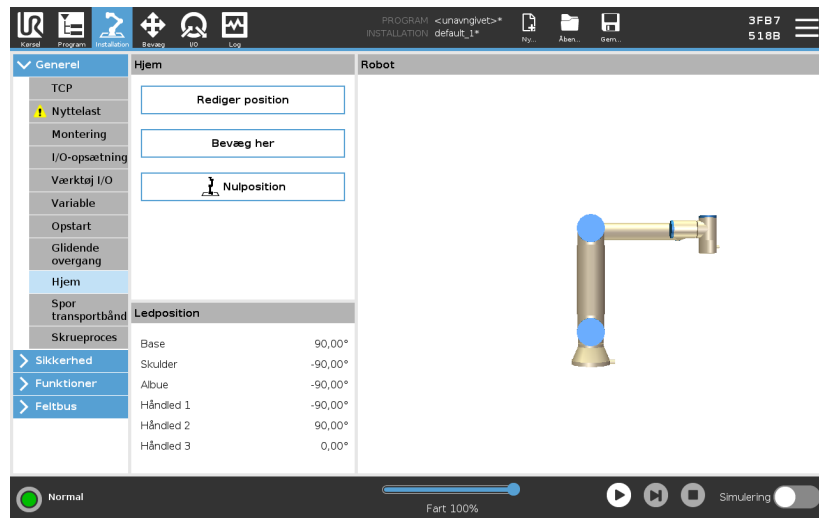 UR
PROGRAM <unavngivet>*
INSTALLATION default_1*
3FB7
518B
Kørsel Program Installation Bevæg I/O Log Ny... Åben... Gem...
General
TCP
Nyttelast
Montering
I/O-opsætning
Værktøj I/O
Variable
Opstart
Glidende
overgang
Hjem
Spor
transportbånd
Skrueproces
Sikkerhed
Funktioner
Feltbus
Hjem
Rediger position
Bevæg her
Nulposition
Ledposition
Base 90,00°
Skulder -90,00°
Albue -90,00°
Håndled 1 -90,00°
Håndled 2 90,00°
Håndled 3 0,00°
Robot
Normal
Fart 100%
Simulering